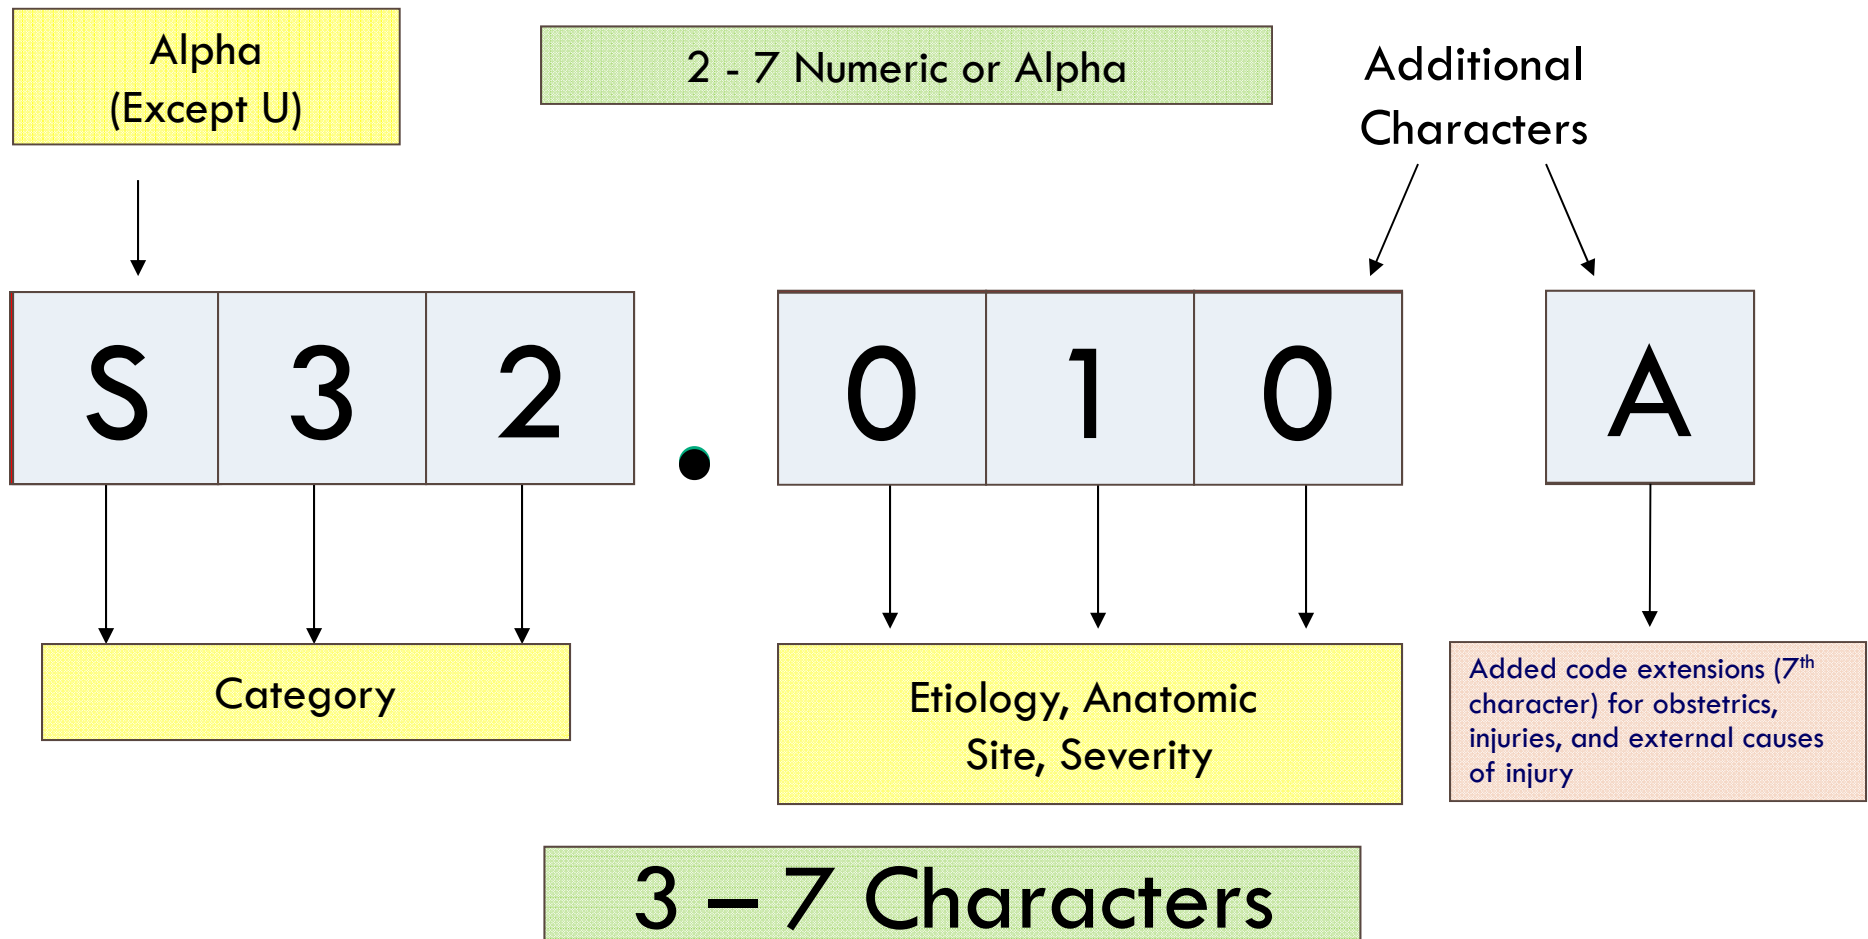 Alpha
(Except U)
2 - 7 Numeric or Alpha
Additional
Characters
S 3 2 . 0 1 0 A
Category
Etiology, Anatomic
Site, Severity
Added code extensions (7th
character) for obstetrics,
injuries, and external causes
of injury
3 – 7 Characters